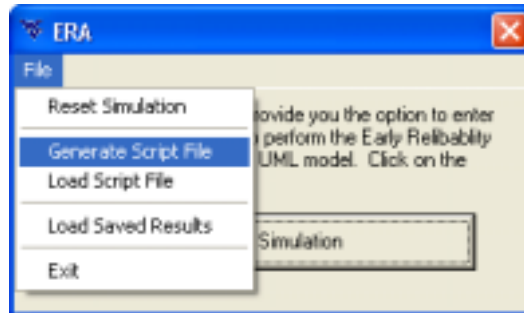 ERA
File
Reset Simulation
Generate Script File
Load Script File
Load Saved Results
Exit
ovide you the option to enter
perform the Early Relibablity
UML model. Click on the
Simulation